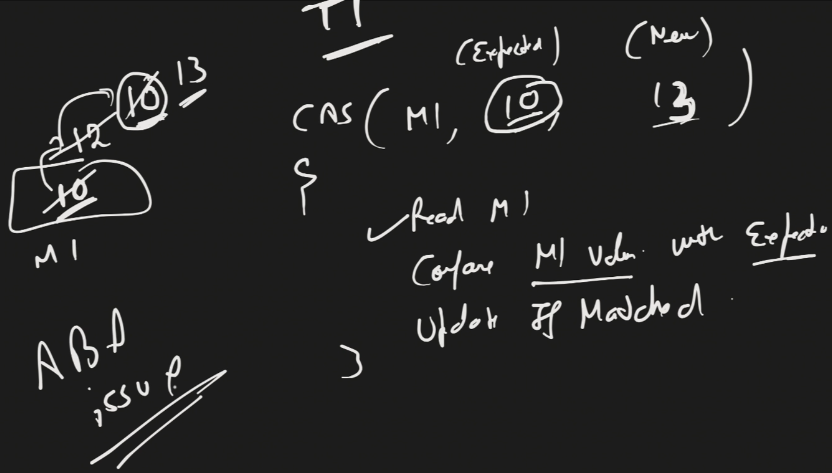 T1
(Expected) (New)
CAS ( M1, 10 13 )
{
Read M1
Compare M1 Value with Expected
Update If Matched.
}
10 13
12
10
M1
ABA
issue